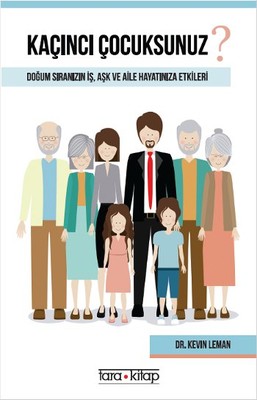 KAÇINCI ÇOCUKSUNUZ?
DOĞUM SIRANIZIN İŞ, AŞK VE AİLE HAYATINIZA ETKİLERİ
DR. KEVIN LEMAN
tara•kitap